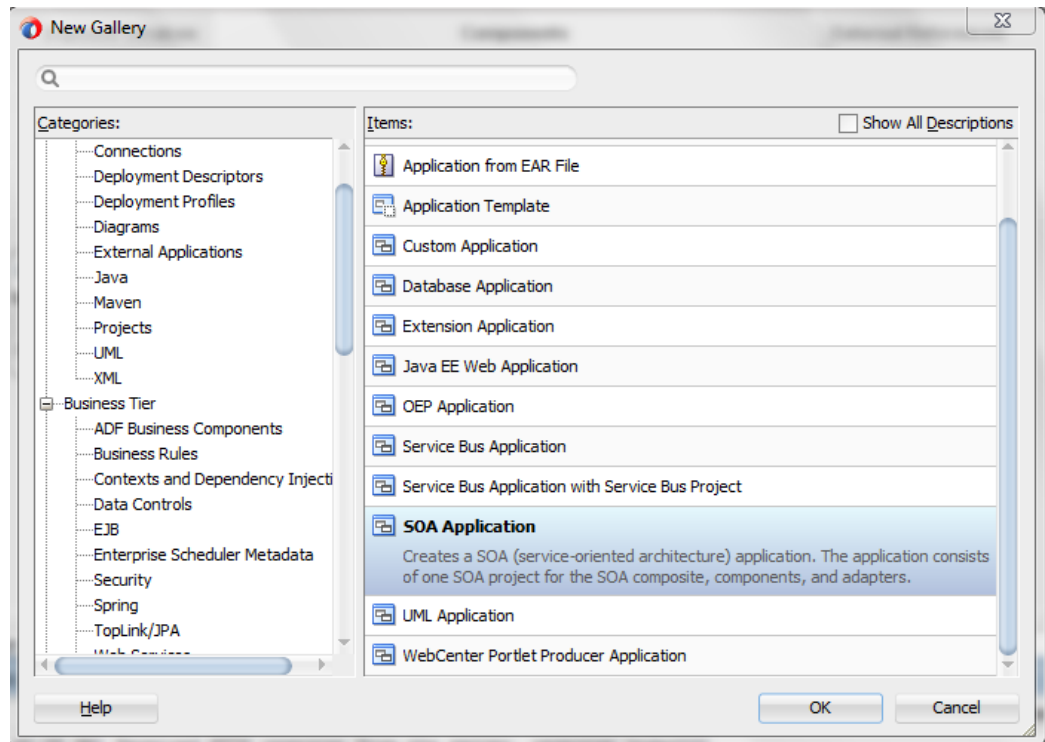 New Gallery
Categories:
Connections
Deployment Descriptors
Deployment Profiles
Diagrams
External Applications
Java
Maven
Projects
UML
XML
Business Tier
ADF Business Components
Business Rules
Contexts and Dependency Injecti
Data Controls
EJB
Enterprise Scheduler Metadata
Security
Spring
TopLink/JPA
Items:
Show All Descriptions
Application from EAR File
Application Template
Custom Application
Database Application
Extension Application
Java EE Web Application
OEP Application
Service Bus Application
Service Bus Application with Service Bus Project
SOA Application
Creates a SOA (service-oriented architecture) application. The application consists
of one SOA project for the SOA composite, components, and adapters.
UML Application
WebCenter Portlet Producer Application
Help
OK
Cancel